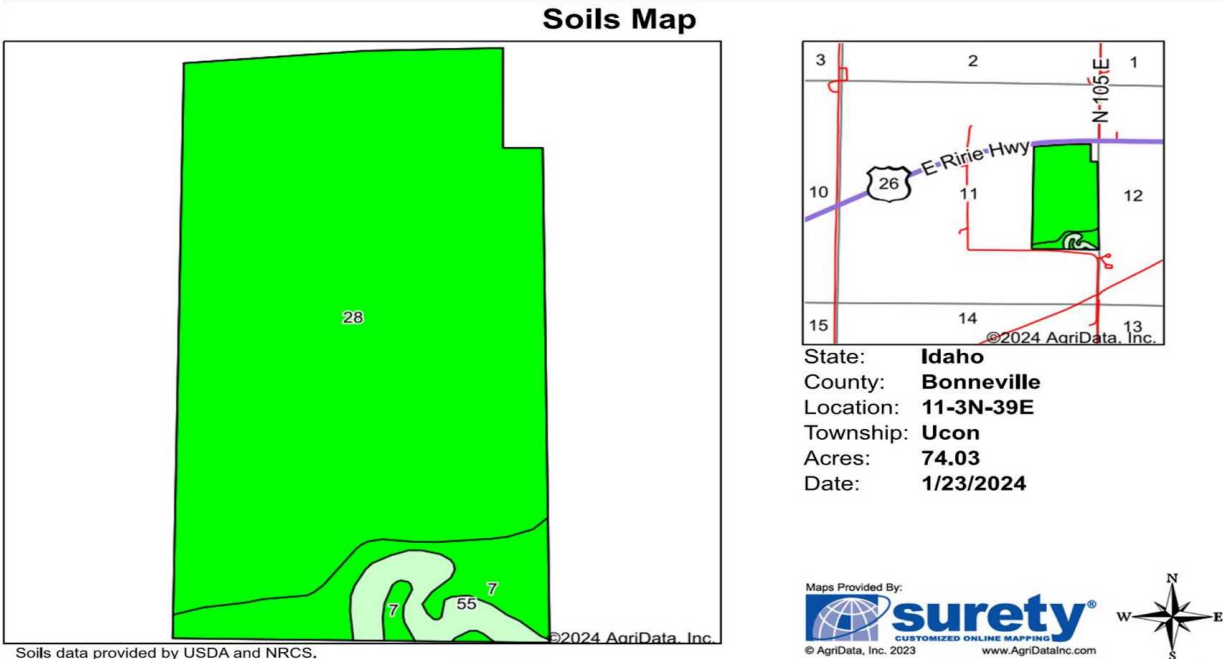 Soils Map
28
7
7
55
©2024 AgriData, Inc.
Soils data provided by USDA and NRCS.
3
2
1
N 105 E
E Ririe Hwy
26
10
11
12
15
14
13
©2024 AgriData, Inc.
State: Idaho
County: Bonneville
Location: 11-3N-39E
Township: Ucon
Acres: 74.03
Date: 1/23/2024
Maps Provided By:
surety®
CUSTOMIZED ONLINE MAPPING
© AgriData, Inc. 2023 www.AgriDataInc.com
N
W E
S